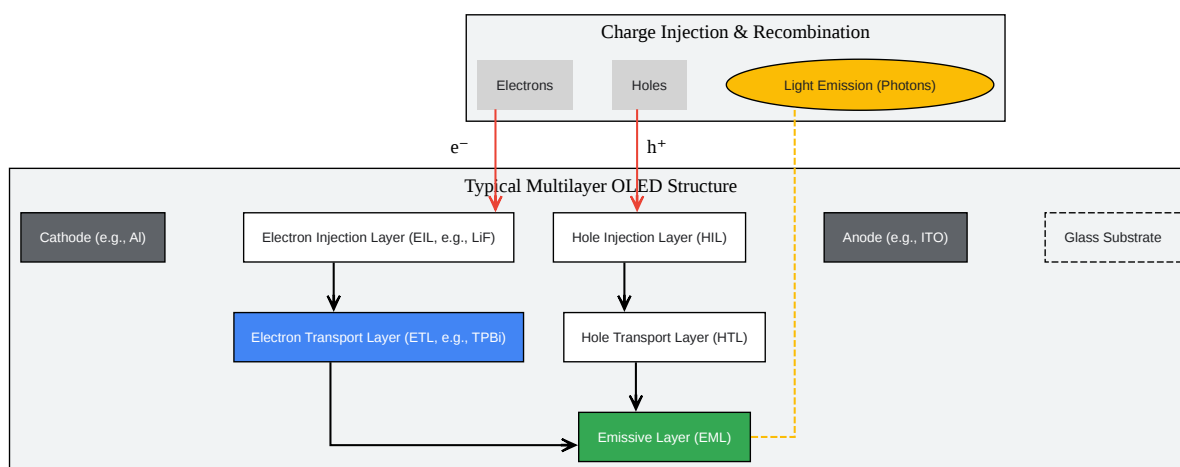 Charge Injection & Recombination
Electrons
Holes
Light Emission (Photons)
e⁻
h⁺
Typical Multilayer OLED Structure
Cathode (e.g., Al)
Electron Injection Layer (EIL, e.g., LiF)
Hole Injection Layer (HIL)
Anode (e.g., ITO)
Glass Substrate
Electron Transport Layer (ETL, e.g., TPBi)
Hole Transport Layer (HTL)
Emissive Layer (EML)